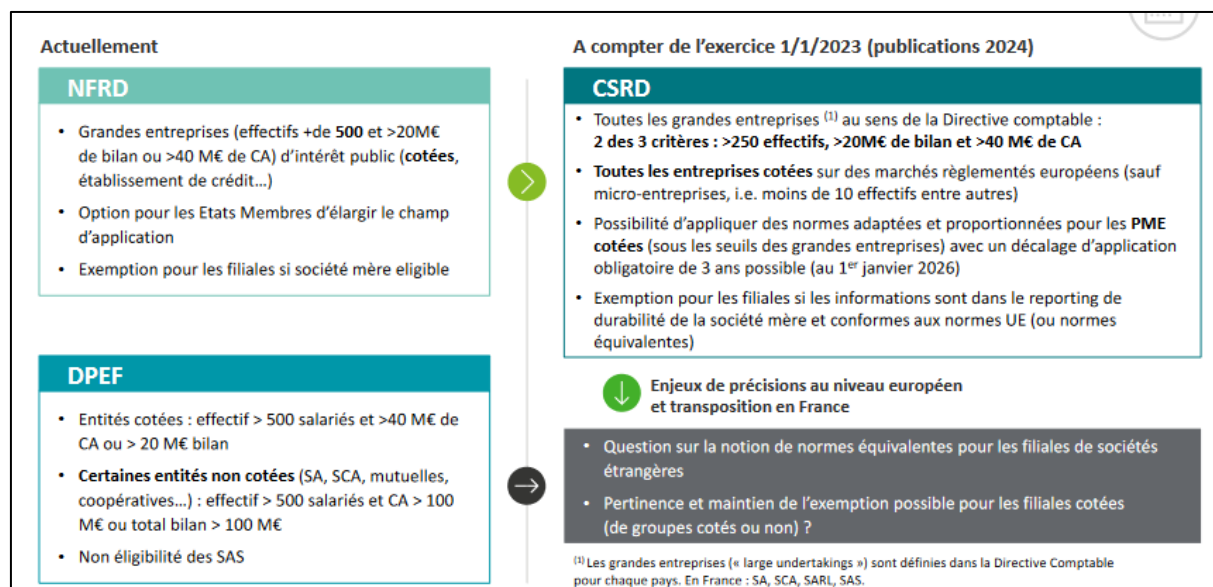 Actuellement
NFRD
• Grandes entreprises (effectifs +de 500 et >20M€
de bilan ou >40 M€ de CA) d’intérêt public (cotées,
établissement de crédit…)
• Option pour les Etats Membres d’élargir le champ
d’application
• Exemption pour les filiales si société mère eligible
DPEF
• Entités cotées : effectif > 500 salariés et >40 M€ de
CA ou > 20 M€ bilan
• Certaines entités non cotées (SA, SCA, mutuelles,
coopératives…) : effectif > 500 salariés et CA > 100
M€ ou total bilan > 100 M€
• Non éligibilité des SAS
A compter de l’exercice 1/1/2023 (publications 2024)
CSRD
• Toutes les grandes entreprises (1) au sens de la Directive comptable :
2 des 3 critères : >250 effectifs, >20M€ de bilan et >40 M€ de CA
• Toutes les entreprises cotées sur des marchés règlementés européens (sauf
micro-entreprises, i.e. moins de 10 effectifs entre autres)
• Possibilité d’appliquer des normes adaptées et proportionnées pour les PME
cotées (sous les seuils des grandes entreprises) avec un décalage d’application
obligatoire de 3 ans possible (au 1er janvier 2026)
• Exemption pour les filiales si les informations sont dans le reporting de
durabilité de la société mère et conformes aux normes UE (ou normes
équivalentes)
Enjeux de précisions au niveau européen
et transposition en France
• Question sur la notion de normes équivalentes pour les filiales de sociétés
étrangères
• Pertinence et maintien de l’exemption possible pour les filiales cotées
(de groupes cotés ou non) ?
(1) Les grandes entreprises (« large undertakings ») sont définies dans la Directive Comptable
pour chaque pays. En France : SA, SCA, SARL, SAS.